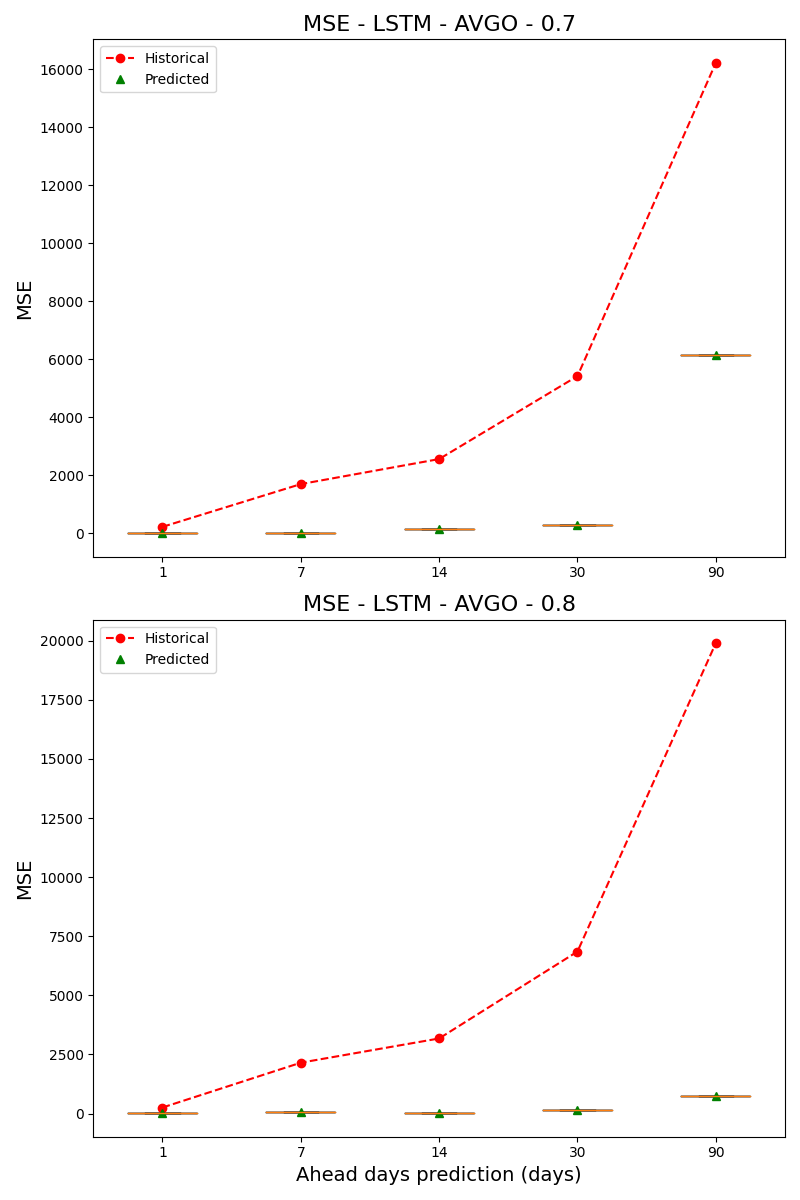 MSE - LSTM - AVGO - 0.7
Historical
Predicted
16000
14000
12000
10000
8000
6000
4000
2000
0
MSE
1 7 14 30 90
MSE - LSTM - AVGO - 0.8
Historical
Predicted
20000
17500
15000
12500
10000
7500
5000
2500
0
MSE
1 7 14 30 90
Ahead days prediction (days)